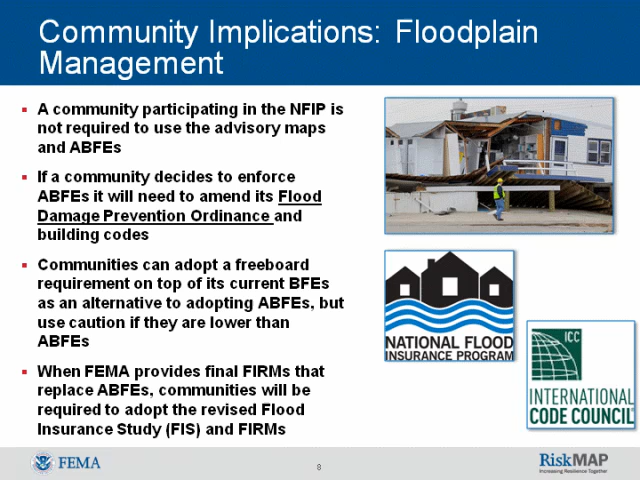 Community Implications: Floodplain
Management
▪ A community participating in the NFIP is
not required to use the advisory maps
and ABFEs
▪ If a community decides to enforce
ABFEs it will need to amend its Flood
Damage Prevention Ordinance and
building codes
▪ Communities can adopt a freeboard
requirement on top of its current BFEs
as an alternative to adopting ABFEs, but
use caution if they are lower than
ABFEs
▪ When FEMA provides final FIRMs that
replace ABFEs, communities will be
required to adopt the revised Flood
Insurance Study (FIS) and FIRMs
NATIONAL FLOOD
INSURANCE PROGRAM
ICC
INTERNATIONAL
CODE COUNCIL
FEMA
8
RiskMAP
Increasing Resilience Together